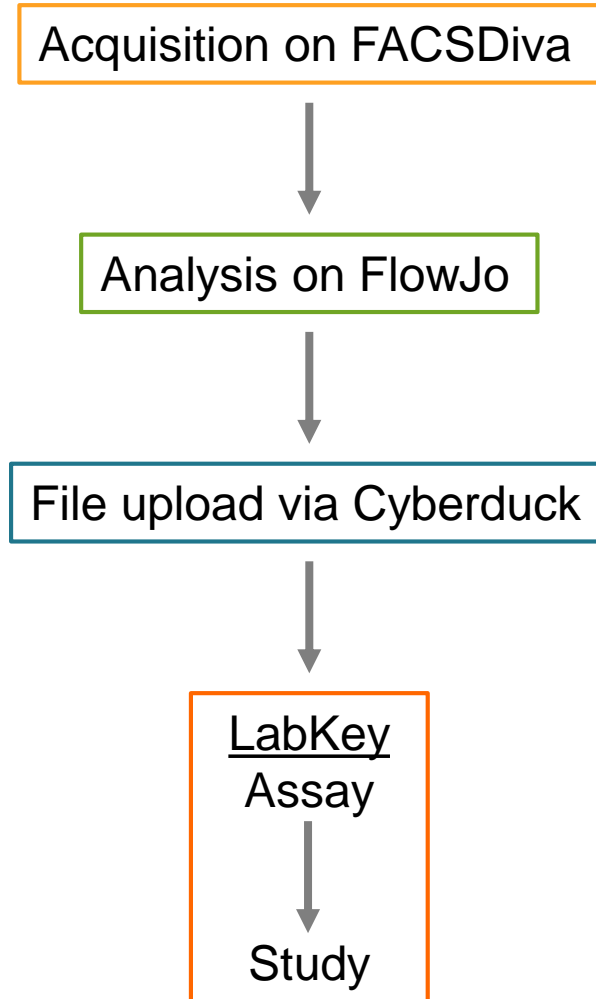 Acquisition on FACSDiva
Analysis on FlowJo
File upload via Cyberduck
LabKey
Assay
Study